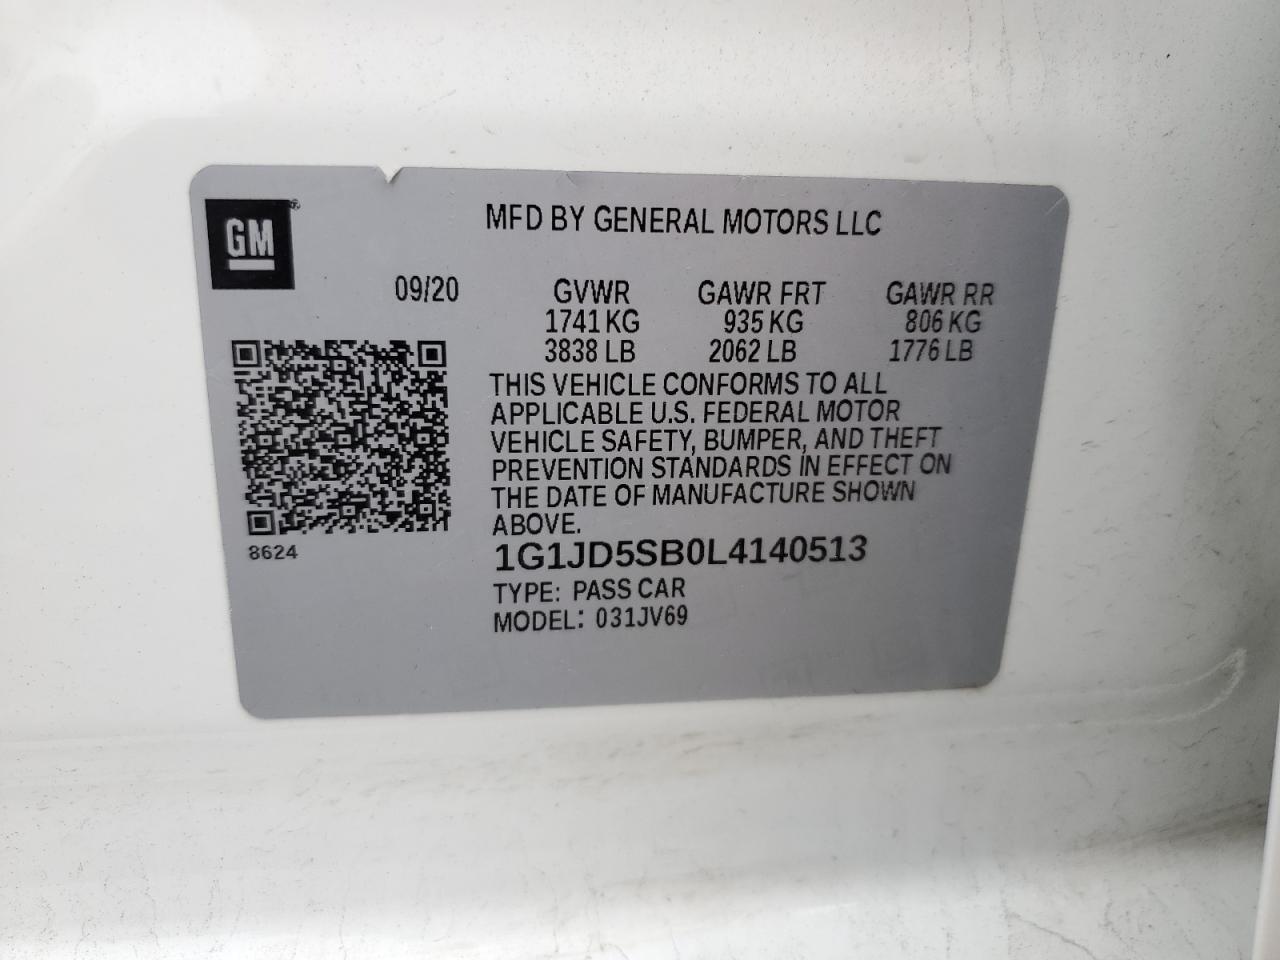 GM®
MFD BY GENERAL MOTORS LLC
09/20 GVWR GAWR FRT GAWR RR
1741 KG 935 KG 806 KG
3838 LB 2062 LB 1776 LB
THIS VEHICLE CONFORMS TO ALL
APPLICABLE U.S. FEDERAL MOTOR
VEHICLE SAFETY, BUMPER, AND THEFT
PREVENTION STANDARDS IN EFFECT ON
THE DATE OF MANUFACTURE SHOWN
ABOVE.
8624
1G1JD5SB0L4140513
TYPE: PASS CAR
MODEL: 031JV69